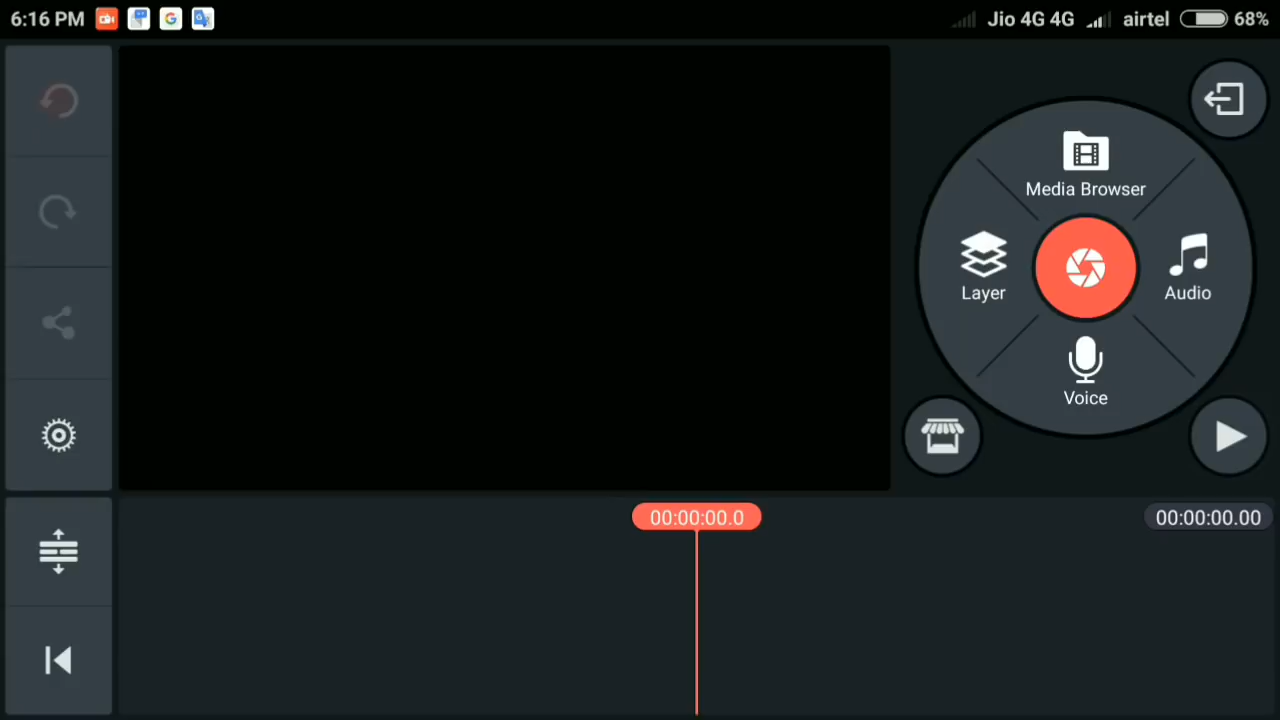 6:16 PM
Jio 4G 4G airtel 68%
Media Browser
Layer
Audio
Voice
00:00:00.0
00:00:00.00